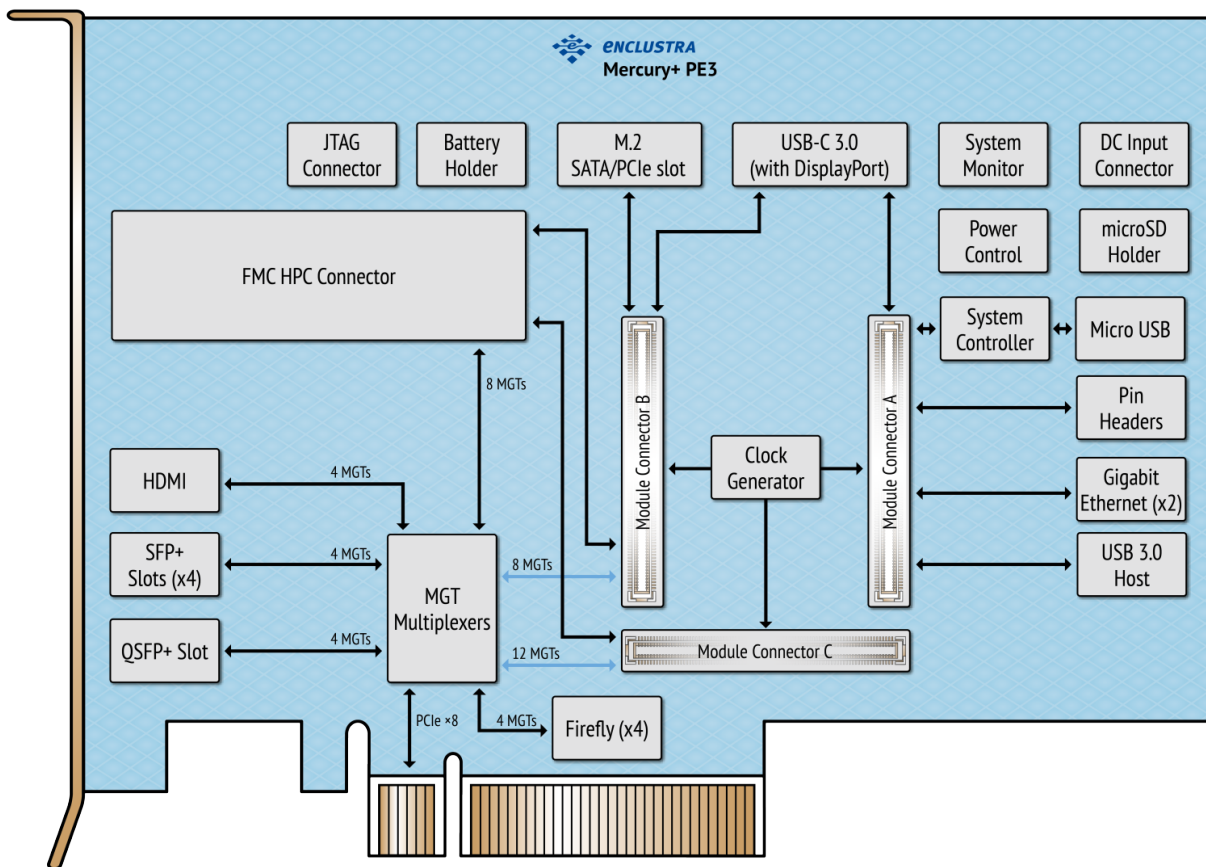 ENCLUSTRA
Mercury+ PE3
JTAG
Connector
Battery
Holder
M.2
SATA/PCIe slot
USB-C 3.0
(with DisplayPort)
System
Monitor
DC Input
Connector
FMC HPC Connector
Power
Control
microSD
Holder
System
Controller
Micro USB
8 MGTs
Module Connector B
Module Connector A
Pin
Headers
Clock
Generator
HDMI
4 MGTs
Gigabit
Ethernet (x2)
SFP+
Slots (x4)
4 MGTs
MGT
Multiplexers
8 MGTs
USB 3.0
Host
QSFP+ Slot
4 MGTs
12 MGTs
Module Connector C
PCIe ×8
4 MGTs
Firefly (x4)